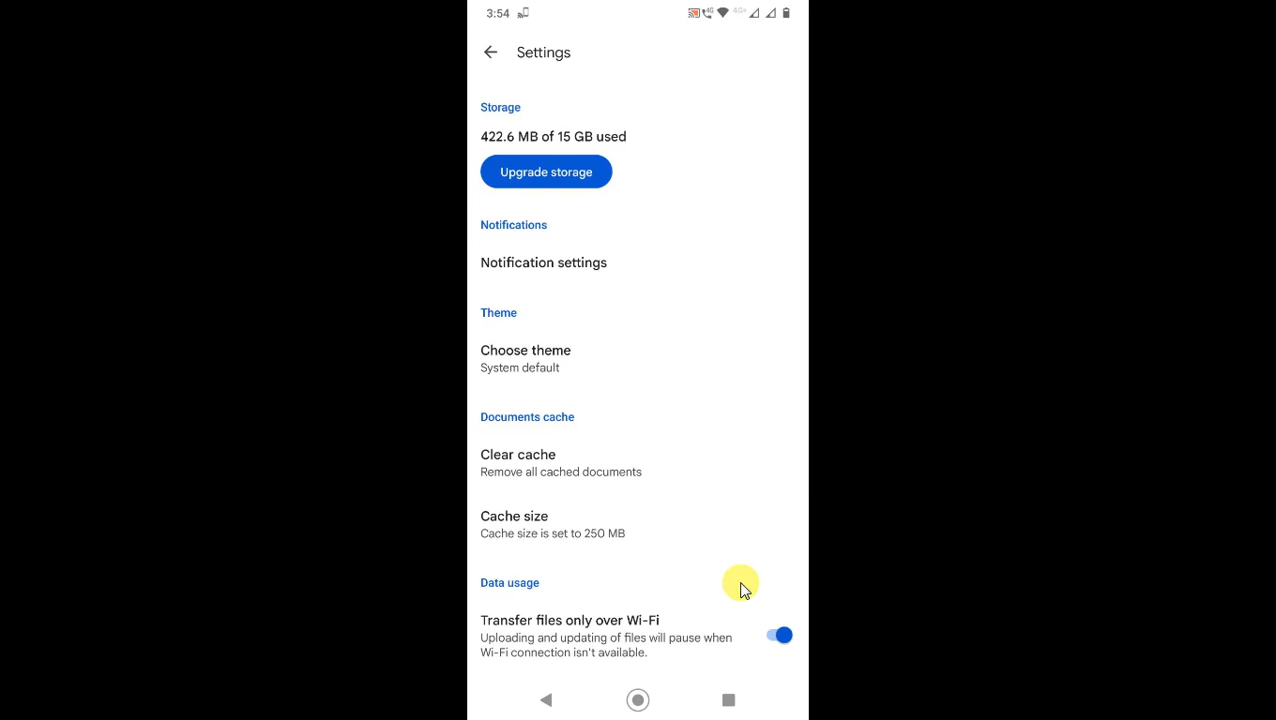 3:54
4G
4G+
Settings
Storage
422.6 MB of 15 GB used
Upgrade storage
Notifications
Notification settings
Theme
Choose theme
System default
Documents cache
Clear cache
Remove all cached documents
Cache size
Cache size is set to 250 MB
Data usage
Transfer files only over Wi-Fi
Uploading and updating of files will pause when
Wi-Fi connection isn't available.